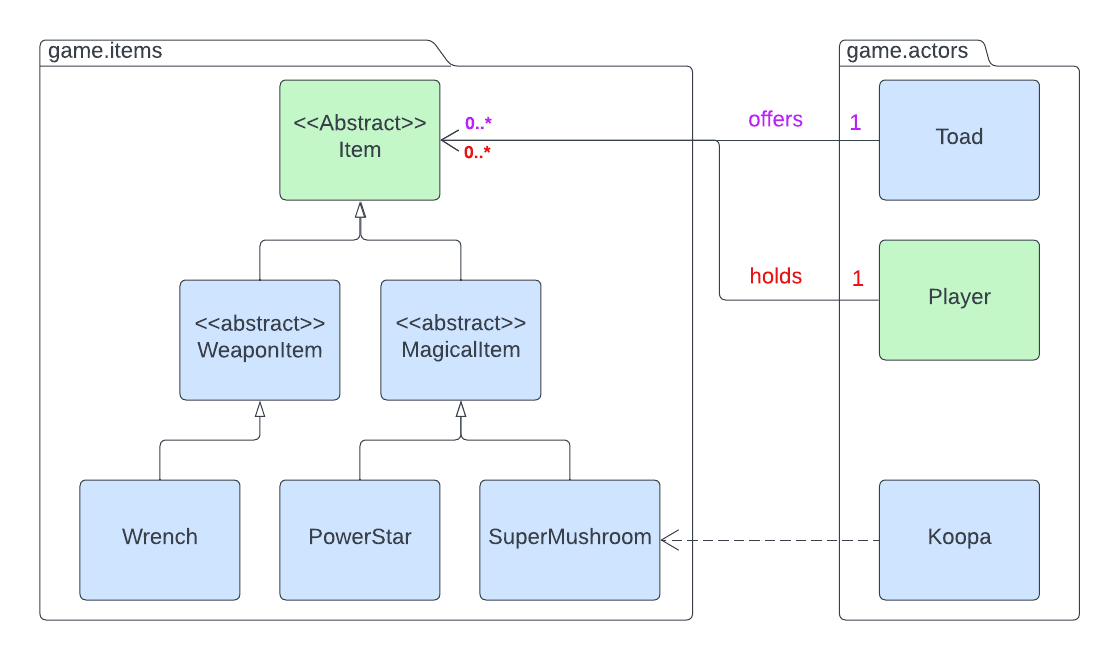 game.items
game.actors
<<Abstract>>
Item
0..*
0..*
offers
1
Toad
holds
1
Player
<<abstract>>
WeaponItem
<<abstract>>
MagicalItem
Wrench
PowerStar
SuperMushroom
Koopa